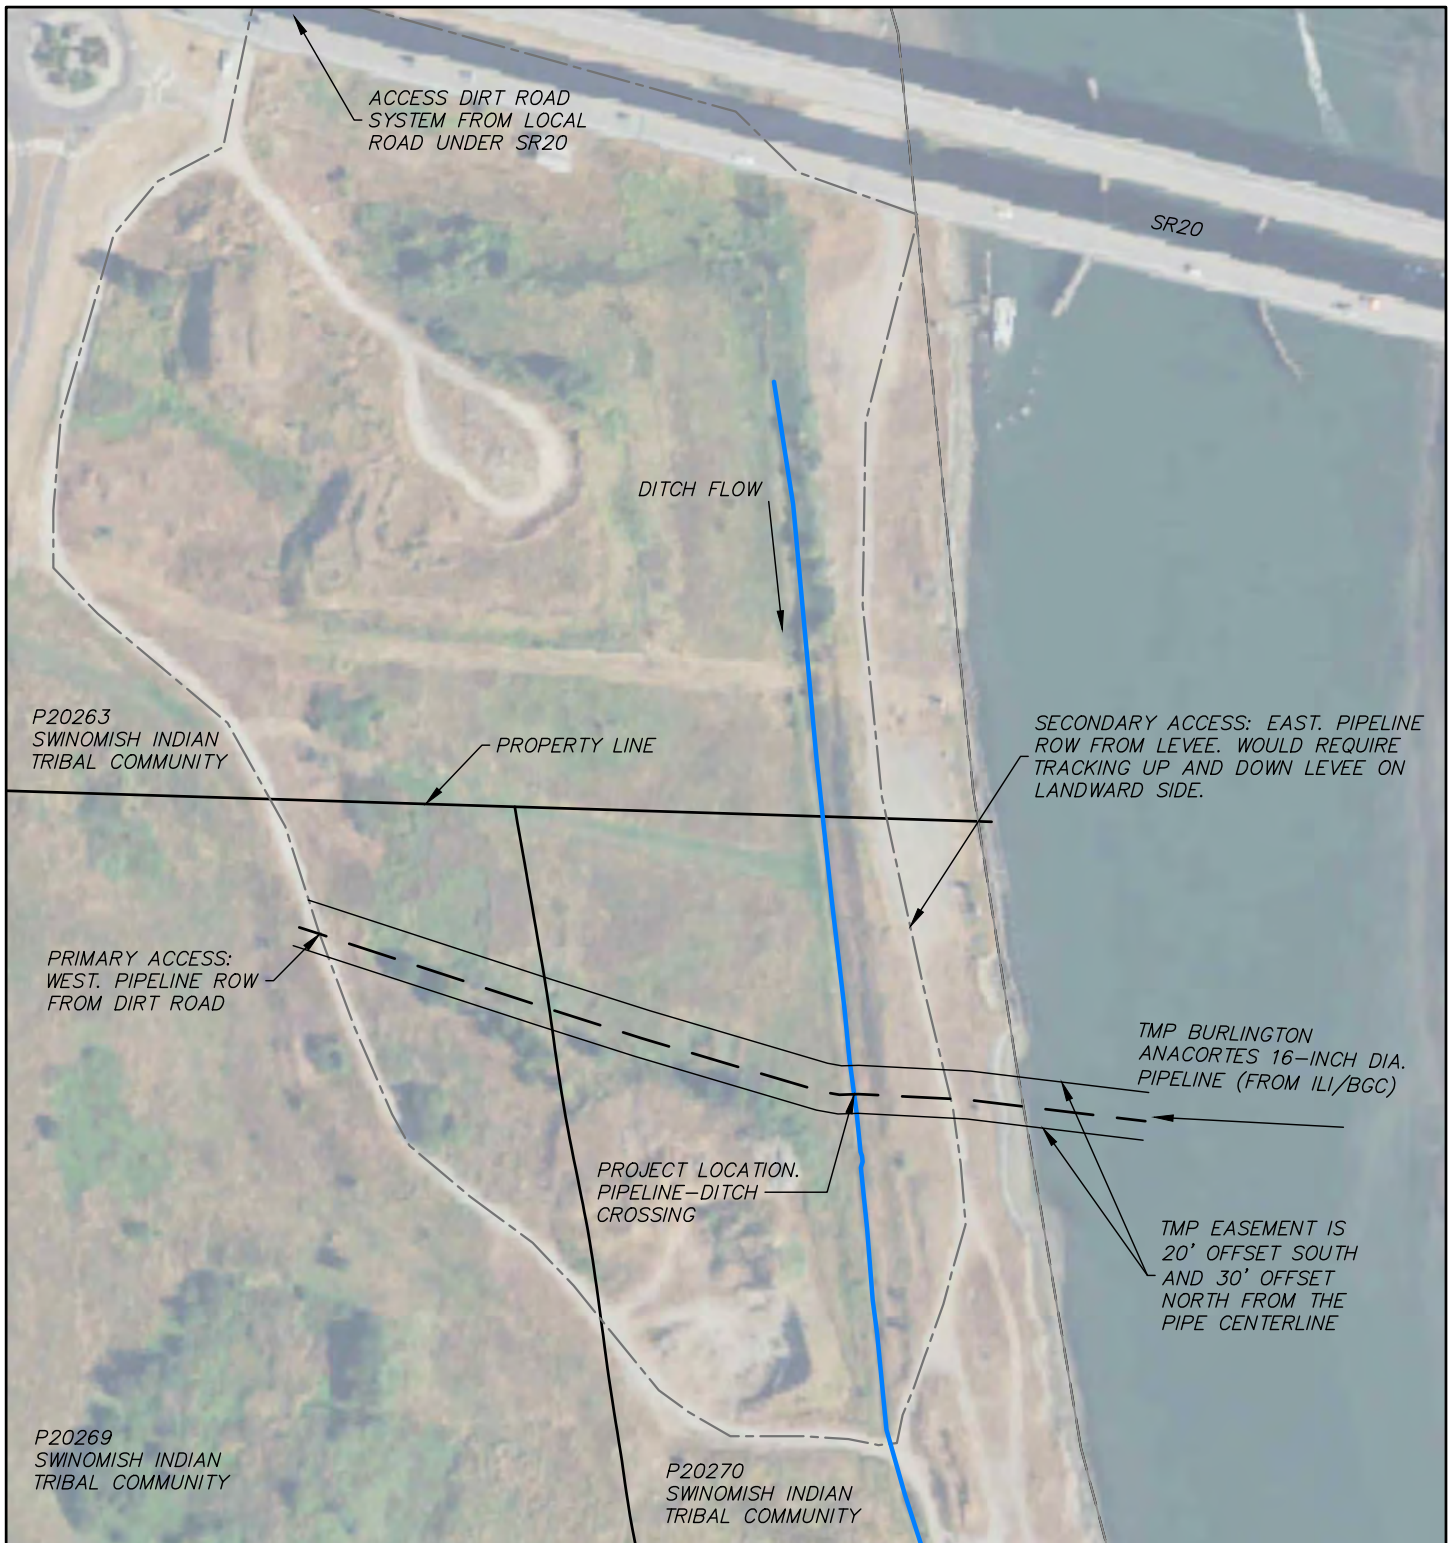 ACCESS DIRT ROAD
SYSTEM FROM LOCAL
ROAD UNDER SR20
SR20
DITCH FLOW
P20263
SWINOMISH INDIAN
TRIBAL COMMUNITY
PROPERTY LINE
SECONDARY ACCESS: EAST. PIPELINE
ROW FROM LEVEE. WOULD REQUIRE
TRACKING UP AND DOWN LEVEE ON
LANDWARD SIDE.
PRIMARY ACCESS:
WEST. PIPELINE ROW
FROM DIRT ROAD
TMP BURLINGTON
ANACORTES 16-INCH DIA.
PIPELINE (FROM ILI/BGC)
PROJECT LOCATION.
PIPELINE-DITCH
CROSSING
TMP EASEMENT IS
20' OFFSET SOUTH
AND 30' OFFSET
NORTH FROM THE
PIPE CENTERLINE
P20269
SWINOMISH INDIAN
TRIBAL COMMUNITY
P20270
SWINOMISH INDIAN
TRIBAL COMMUNITY